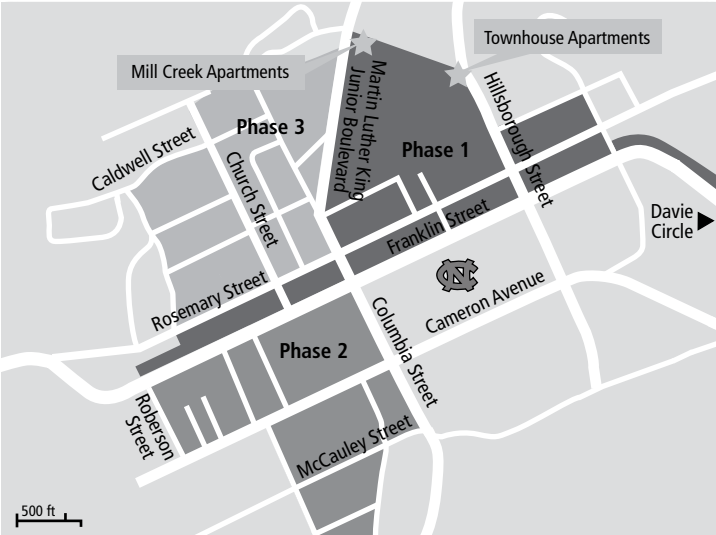 Townhouse Apartments
Mill Creek Apartments
Martin Luther King
Junior Boulevard
Hillsborough Street
Phase 3
Phase 1
Caldwell Street
Church Street
Franklin Street
Davie
Circle
NC
Rosemary Street
Cameron Avenue
Columbia Street
Phase 2
Roberson
Street
McCauley Street
500 ft